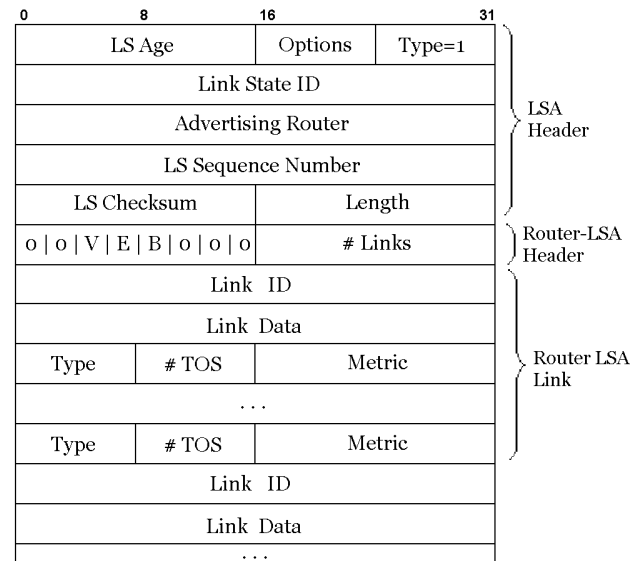 0 8 16 31
LS Age Options Type=1
Link State ID
Advertising Router
LS Sequence Number
LS Checksum Length
LSA
Header
0 | 0 | V | E | B | 0 | 0 | 0 # Links
Router-LSA
Header
Link ID
Link Data
Type # TOS Metric
. . .
Type # TOS Metric
Router LSA
Link
Link ID
Link Data
. . .